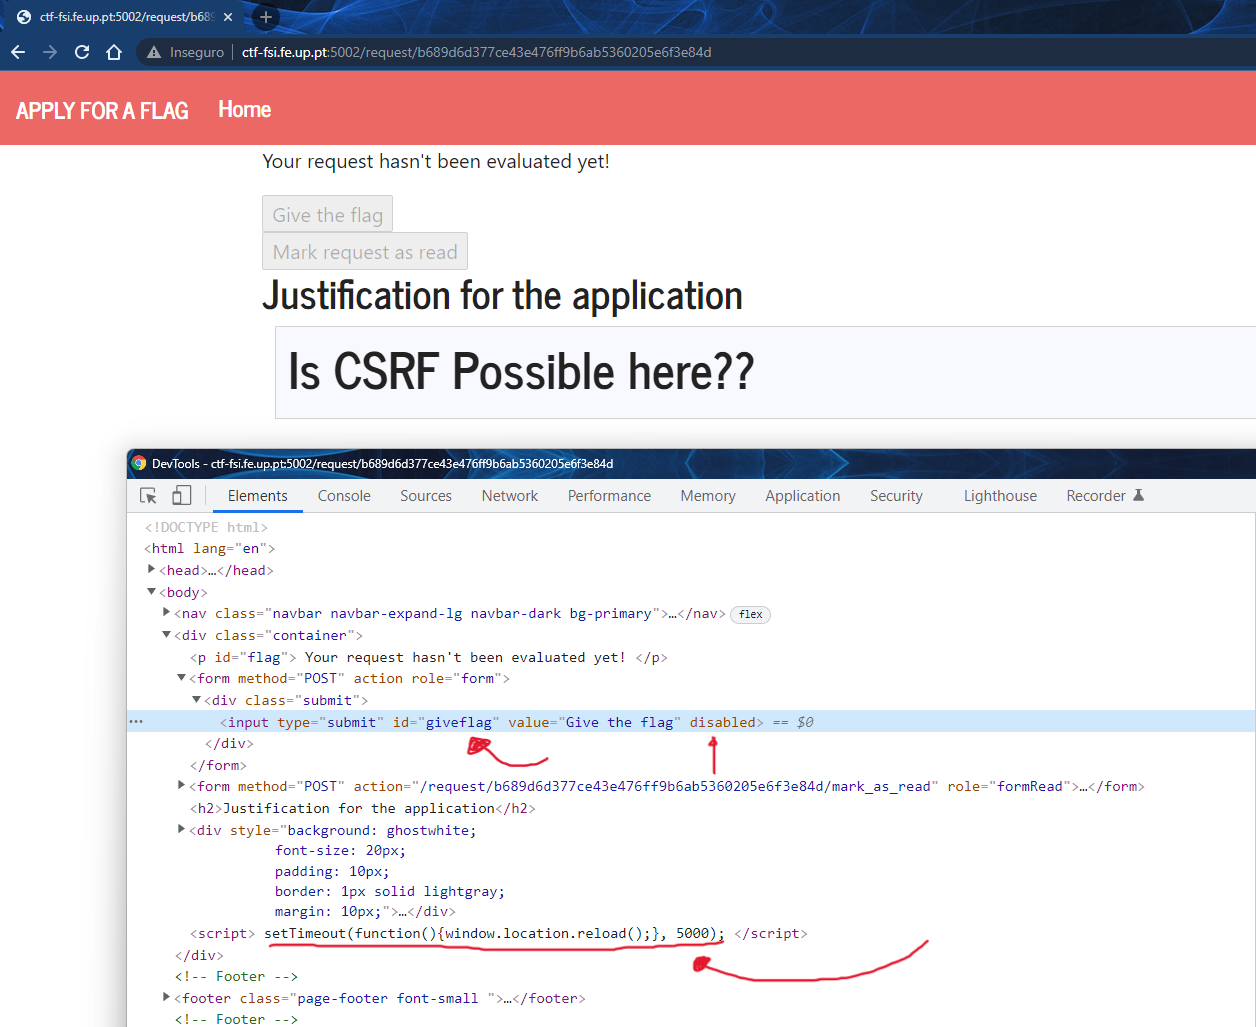 ctf-fsi.fe.up.pt:5002/request/b689
Inseguro ctf-fsi.fe.up.pt:5002/request/b689d6d377ce43e476ff9b6ab5360205e6f3e84d
APPLY FOR A FLAG Home
Your request hasn't been evaluated yet!
Give the flag
Mark request as read
Justification for the application
Is CSRF Possible here??
DevTools - ctf-fsi.fe.up.pt:5002/request/b689d6d377ce43e476ff9b6ab5360205e6f3e84d
Elements Console Sources Network Performance Memory Application Security Lighthouse Recorder
<!DOCTYPE html>
<html lang="en">
<head>…</head>
<body>
<nav class="navbar navbar-expand-lg navbar-dark bg-primary">…</nav> flex
<div class="container">
<p id="flag"> Your request hasn't been evaluated yet! </p>
<form method="POST" action role="form">
<div class="submit">
<input type="submit" id="giveflag" value="Give the flag" disabled> == $0
</div>
</form>
<form method="POST" action="/request/b689d6d377ce43e476ff9b6ab5360205e6f3e84d/mark_as_read" role="formRead">…</form>
<h2>Justification for the application</h2>
<div style="background: ghostwhite;
font-size: 20px;
padding: 10px;
border: 1px solid lightgray;
margin: 10px;">…</div>
<script> setTimeout(function(){window.location.reload();}, 5000); </script>
</div>
<!-- Footer -->
<footer class="page-footer font-small ">…</footer>
<!-- Footer -->